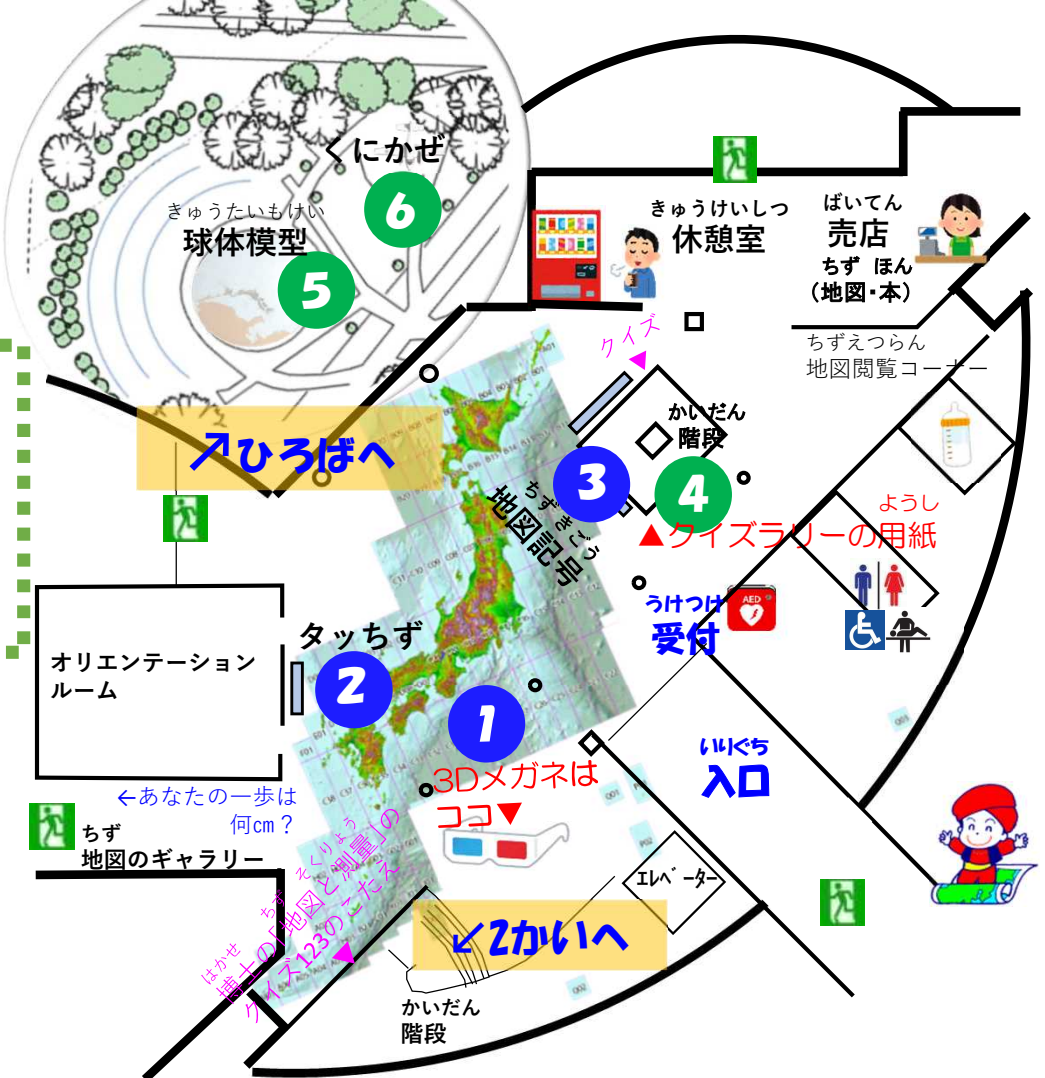 くにかぜ
6
きゅうたいもけい
球体模型
5
きゅうけいしつ
休憩室
ばいてん
売店
ちず ほん
(地図・本)
クイズ
▼
ちずえつらん
地図閲覧コーナー
かいだん
階段
↗ひろばへ
3
4
ちずきごう
地図記号
ようし
▲クイズラリーの用紙
うけつけ
受付
AED
タッちず
2
オリエンテーション
ルーム
1
いりぐち
入口
3Dメガネは
ココ▼
←あなたの一歩は
何cm？
ちず
地図のギャラリー
エレベーター
はかせ ちず そくりょう
博士の「地図と測量」の
クイズ123のこたえ
▼
↙2かいへ
かいだん
階段